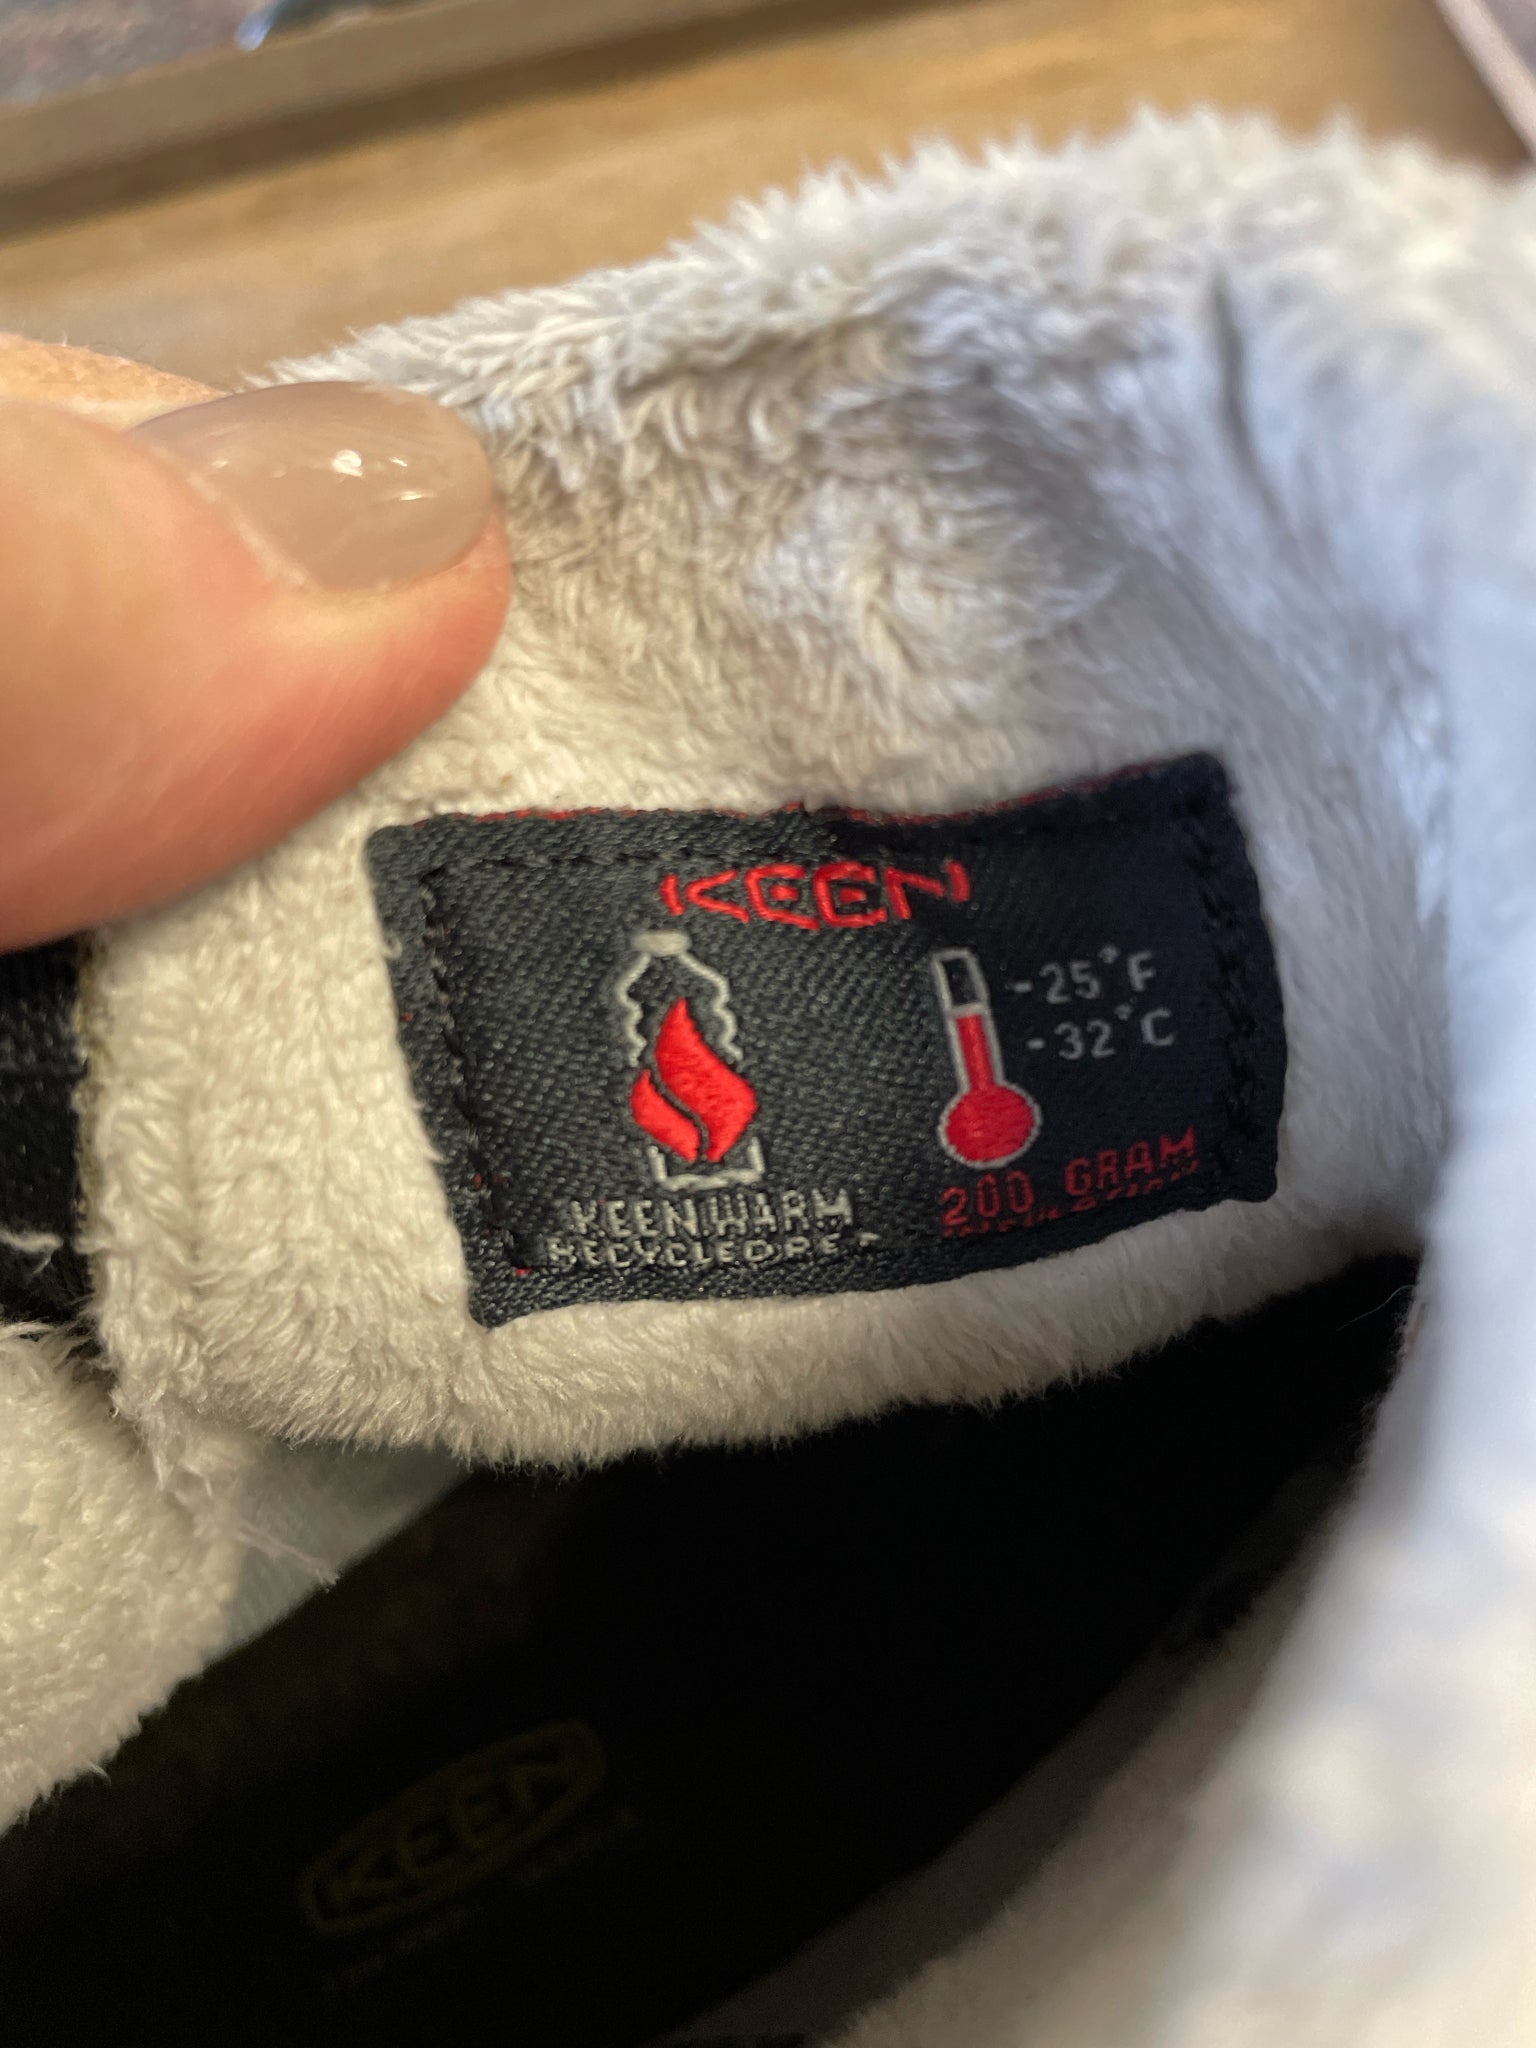 KEEN
-25°F
-32°C
200 GRAM
KEEN.WARM
RECYCLED PET
KEEN